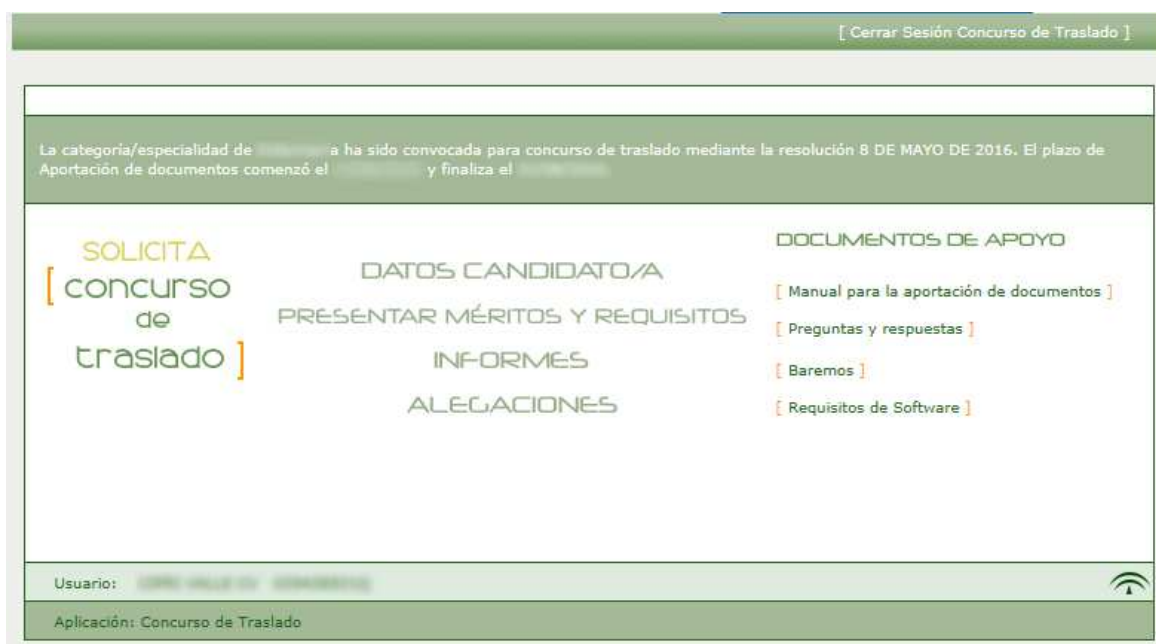 [ Cerrar Sesión Concurso de Traslado ]
La categoría/especialidad de a ha sido convocada para concurso de traslado mediante la resolución 8 DE MAYO DE 2016. El plazo de
Aportación de documentos comenzó el y finaliza el
SOLICITA
[ concurso
de
traslado ]
DATOS CANDIDATO/A
PRESENTAR MÉRITOS Y REQUISITOS
INFORMES
ALEGACIONES
DOCUMENTOS DE APOYO
[ Manual para la aportación de documentos ]
[ Preguntas y respuestas ]
[ Baremos ]
[ Requisitos de Software ]
Usuario:
Aplicación: Concurso de Traslado